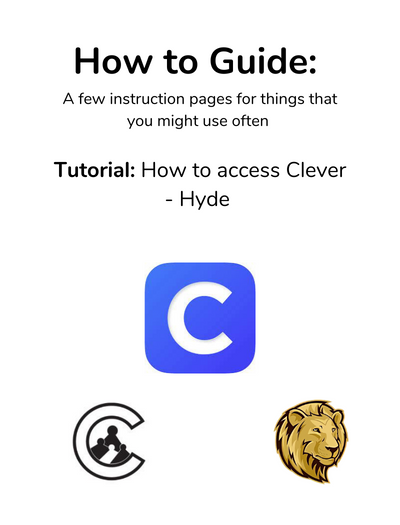 How to Guide:
A few instruction pages for things that
you might use often
Tutorial: How to access Clever
- Hyde
C
C